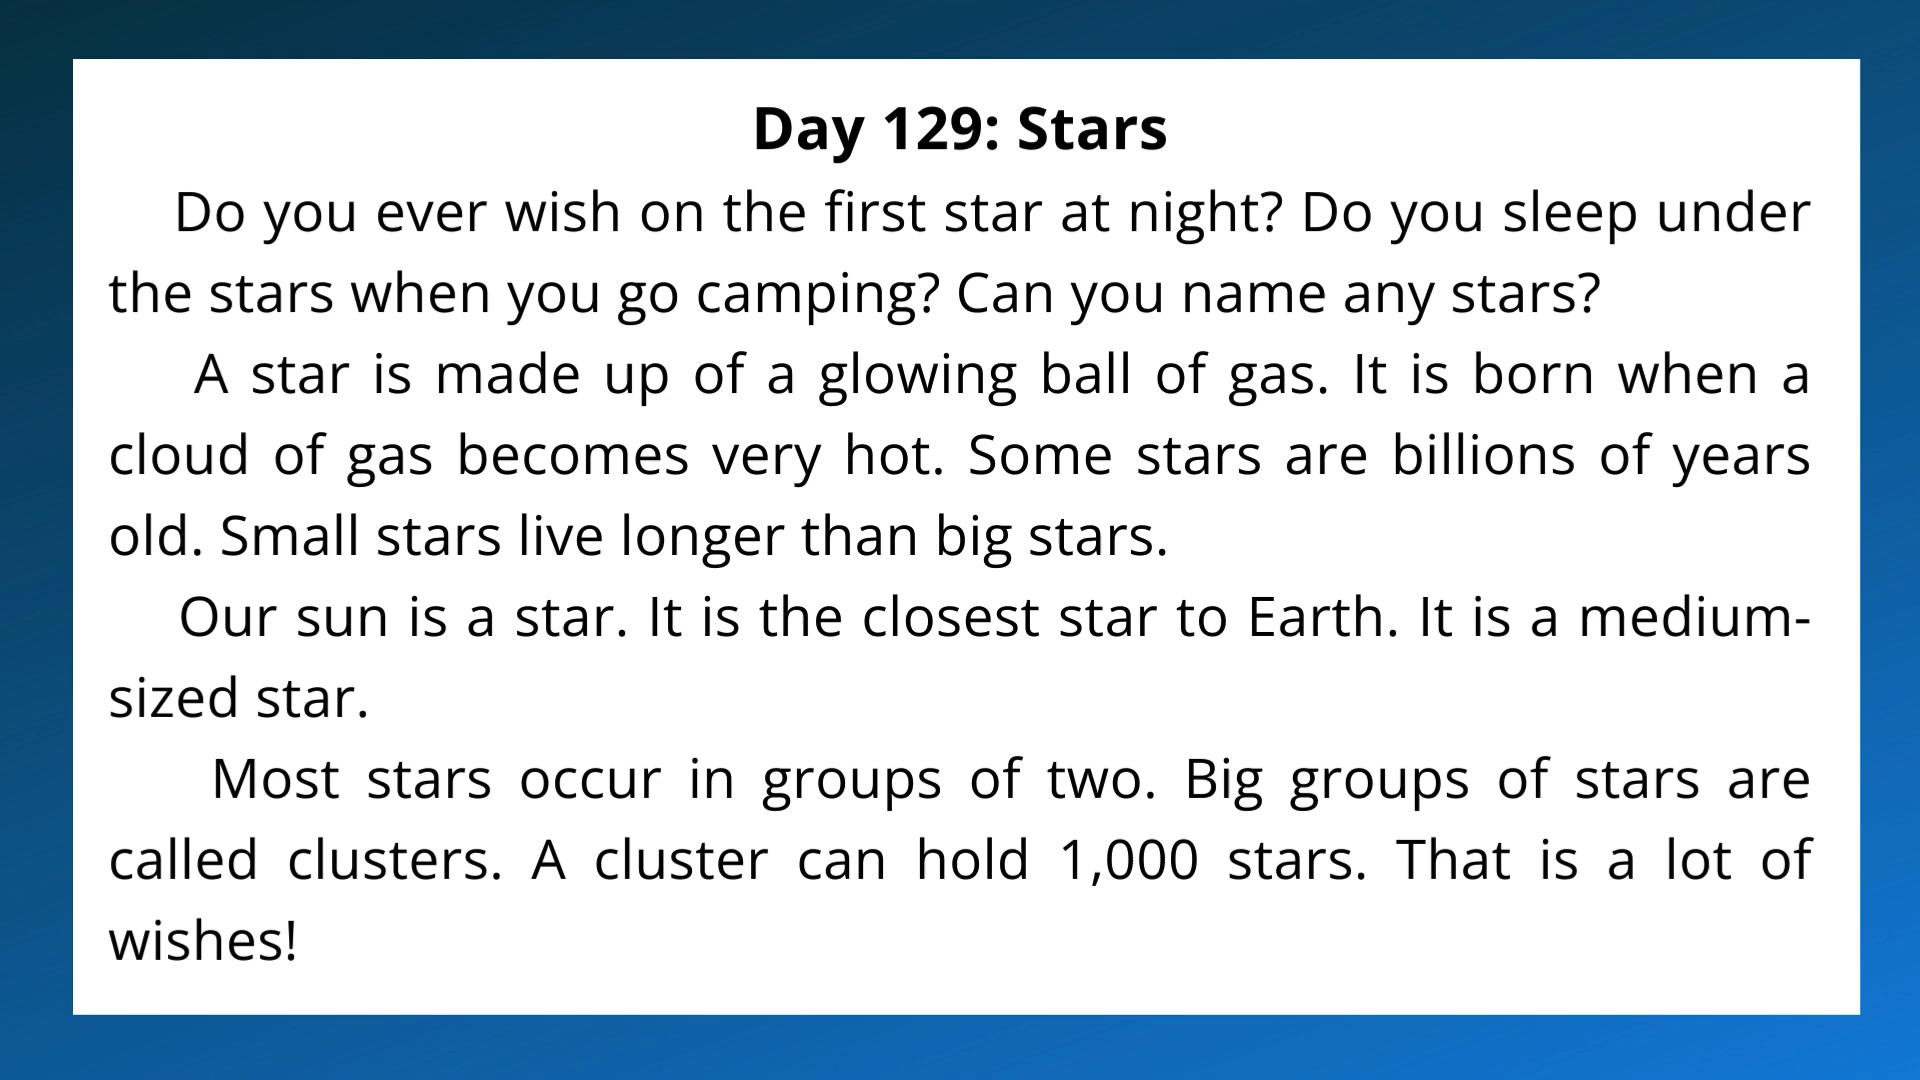 Day 129: Stars
Do you ever wish on the first star at night? Do you sleep under
the stars when you go camping? Can you name any stars?
A star is made up of a glowing ball of gas. It is born when a
cloud of gas becomes very hot. Some stars are billions of years
old. Small stars live longer than big stars.
Our sun is a star. It is the closest star to Earth. It is a medium-
sized star.
Most stars occur in groups of two. Big groups of stars are
called clusters. A cluster can hold 1,000 stars. That is a lot of
wishes!